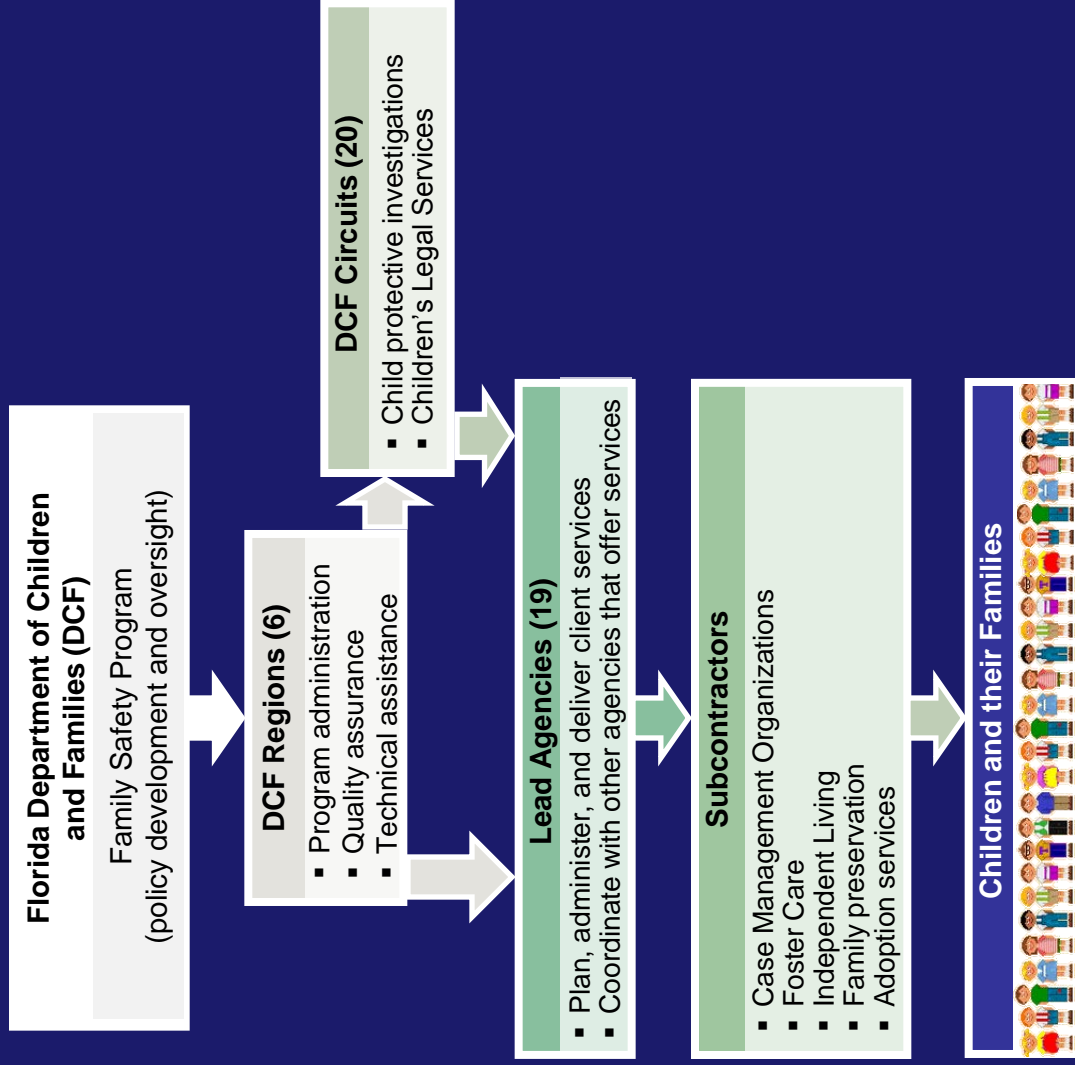 Florida Department of Children
and Families (DCF)
Family Safety Program
(policy development and oversight)
DCF Regions (6)
▪ Program administration
▪ Quality assurance
▪ Technical assistance
DCF Circuits (20)
▪ Child protective investigations
▪ Children’s Legal Services
Lead Agencies (19)
▪ Plan, administer, and deliver client services
▪ Coordinate with other agencies that offer services
Subcontractors
▪ Case Management Organizations
▪ Foster Care
▪ Independent Living
▪ Family preservation
▪ Adoption services
Children and their Families